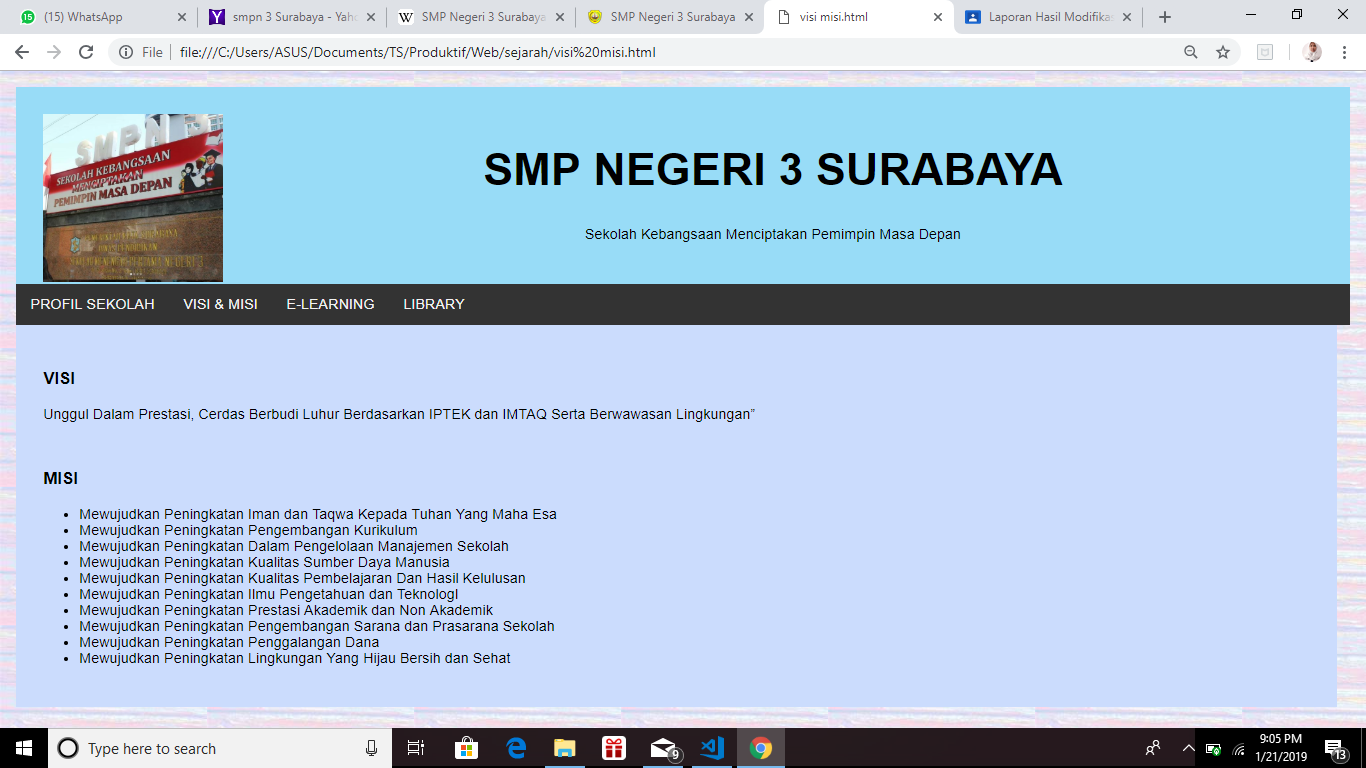 (15) WhatsApp
smpn 3 Surabaya - Yaho
SMP Negeri 3 Surabaya
SMP Negeri 3 Surabaya
visi misi.html
Laporan Hasil Modifikas
File
file:///C:/Users/ASUS/Documents/TS/Produktif/Web/sejarah/visi%20misi.html
SMPN
SEKOLAH KEBANGSAAN
MENCIPTAKAN
PEMIMPIN MASA DEPAN
SMP NEGERI 3 SURABAYA
Sekolah Kebangsaan Menciptakan Pemimpin Masa Depan
PROFIL SEKOLAH VISI & MISI E-LEARNING LIBRARY
VISI
Unggul Dalam Prestasi, Cerdas Berbudi Luhur Berdasarkan IPTEK dan IMTAQ Serta Berwawasan Lingkungan”
MISI
• Mewujudkan Peningkatan Iman dan Taqwa Kepada Tuhan Yang Maha Esa
• Mewujudkan Peningkatan Pengembangan Kurikulum
• Mewujudkan Peningkatan Dalam Pengelolaan Manajemen Sekolah
• Mewujudkan Peningkatan Kualitas Sumber Daya Manusia
• Mewujudkan Peningkatan Kualitas Pembelajaran Dan Hasil Kelulusan
• Mewujudkan Peningkatan Ilmu Pengetahuan dan TeknologI
• Mewujudkan Peningkatan Prestasi Akademik dan Non Akademik
• Mewujudkan Peningkatan Pengembangan Sarana dan Prasarana Sekolah
• Mewujudkan Peningkatan Penggalangan Dana
• Mewujudkan Peningkatan Lingkungan Yang Hijau Bersih dan Sehat
Type here to search
9
9:05 PM
1/21/2019
13